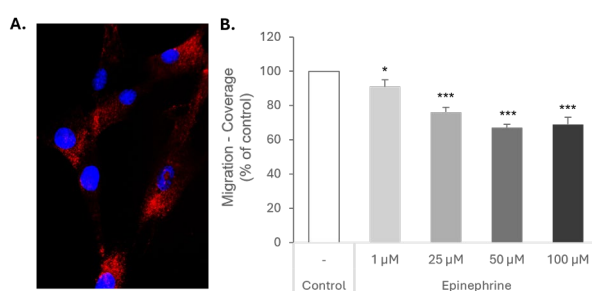 A.
B.
120
100
80
60
40
20
0
Migration - Coverage
(% of control)
*
***
***
***
-
1 µM
25 µM
50 µM
100 µM
Control
Epinephrine